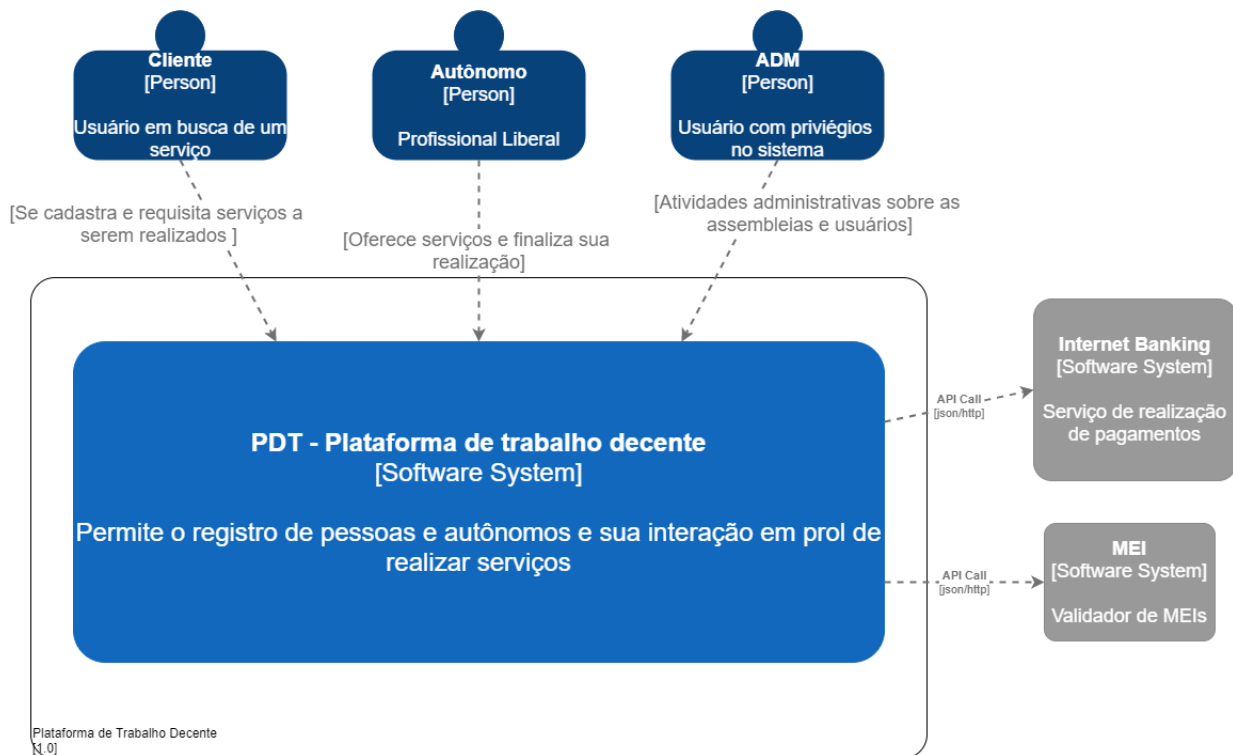 Cliente
[Person]
Usuário em busca de um
serviço
Autônomo
[Person]
Profissional Liberal
ADM
[Person]
Usuário com priviégios
no sistema
[Se cadastra e requisita serviços a
serem realizados ]
[Oferece serviços e finaliza sua
realização]
[Atividades administrativas sobre as
assembleias e usuários]
PDT - Plataforma de trabalho decente
[Software System]
Permite o registro de pessoas e autônomos e sua interação em prol de
realizar serviços
API Call
[json/http]
Internet Banking
[Software System]
Serviço de realização
de pagamentos
API Call
[json/http]
MEI
[Software System]
Validador de MEIs
Plataforma de Trabalho Decente
[1.0]